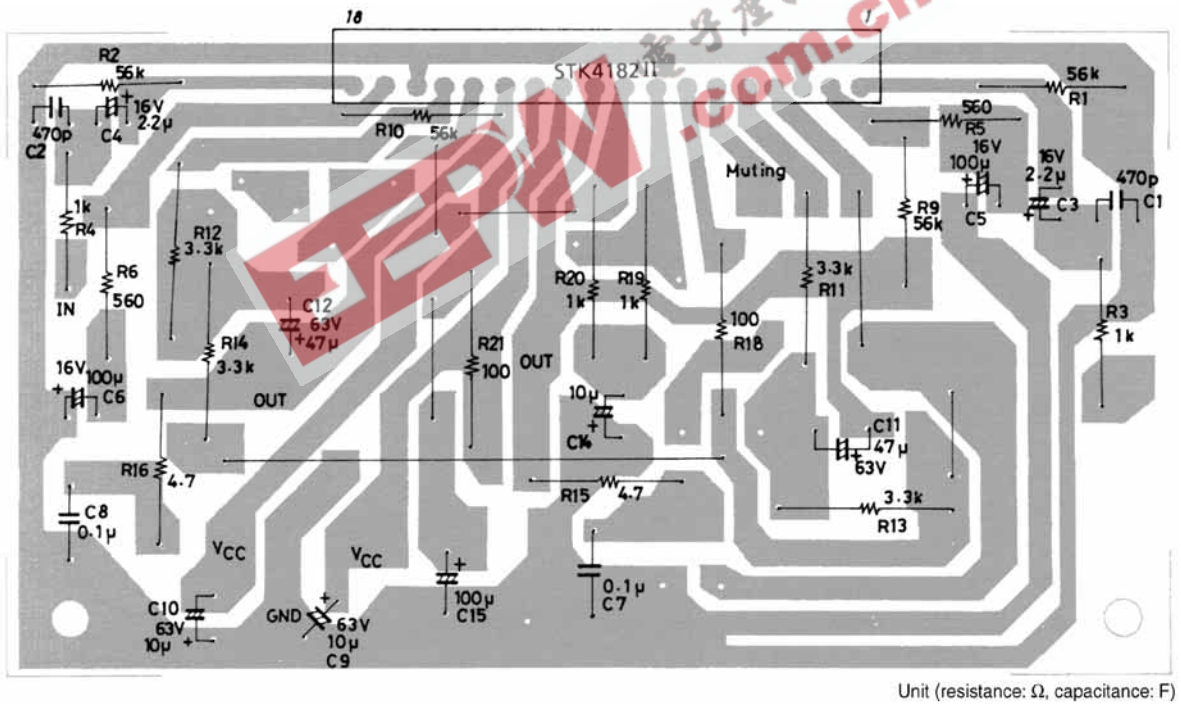 18
1
STK4182II
R2
56k
16V
2.2μ
470p
C2
C4
R10
56k
56k
R1
560
R5
16V
100μ
C5
16V
2.2μ
C3
470p
C1
Muting
1k
R4
R12
3.3k
R9
56k
R6
560
IN
R20
1k
R19
1k
3.3k
R11
C12
63V
47μ
R14
3.3k
R21
100
OUT
100
R18
R3
1k
16V
100μ
C6
OUT
10μ
C14
C11
47μ
63V
R16
4.7
R15
4.7
3.3k
R13
C8
0.1μ
VCC
VCC
100μ
C15
0.1μ
C7
C10
63V
10μ
GND
63V
10μ
C9
EEPW
.com.cn
Unit (resistance: Ω, capacitance: F)